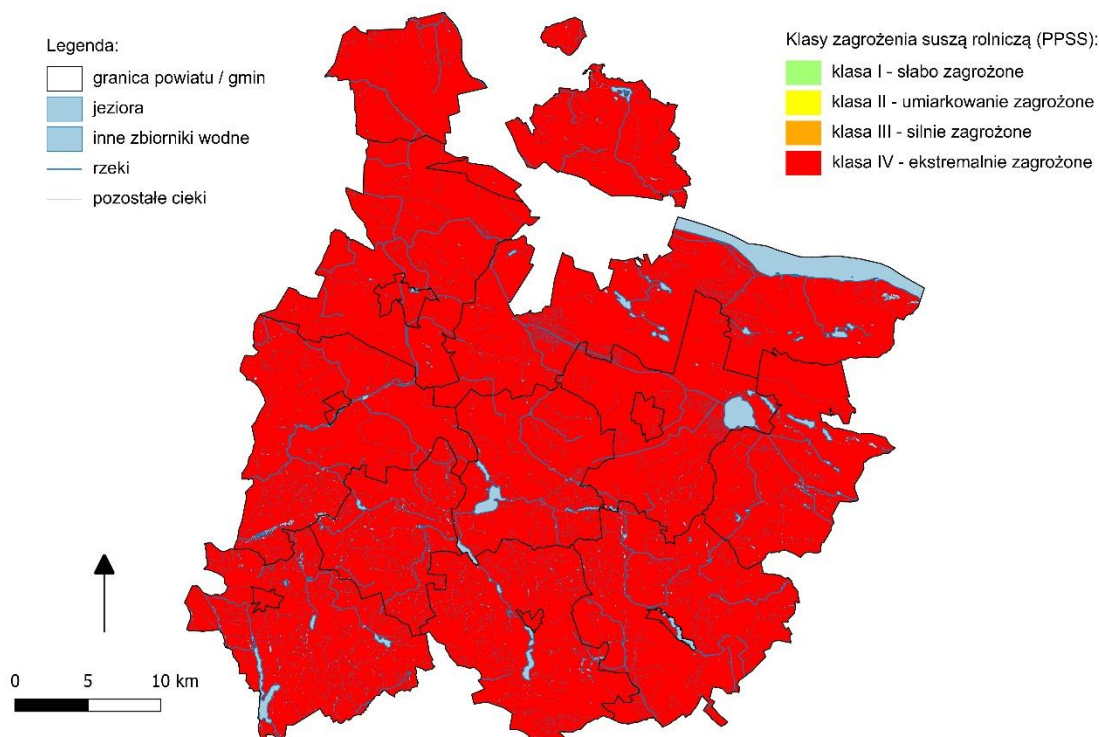 Legenda:
granica powiatu / gmin
jeziora
inne zbiorniki wodne
rzeki
pozostałe cieki
Klasy zagrożenia suszą rolniczą (PPSS):
klasa I - słabo zagrożone
klasa II - umiarkowanie zagrożone
klasa III - silnie zagrożone
klasa IV - ekstremalnie zagrożone
0 5 10 km